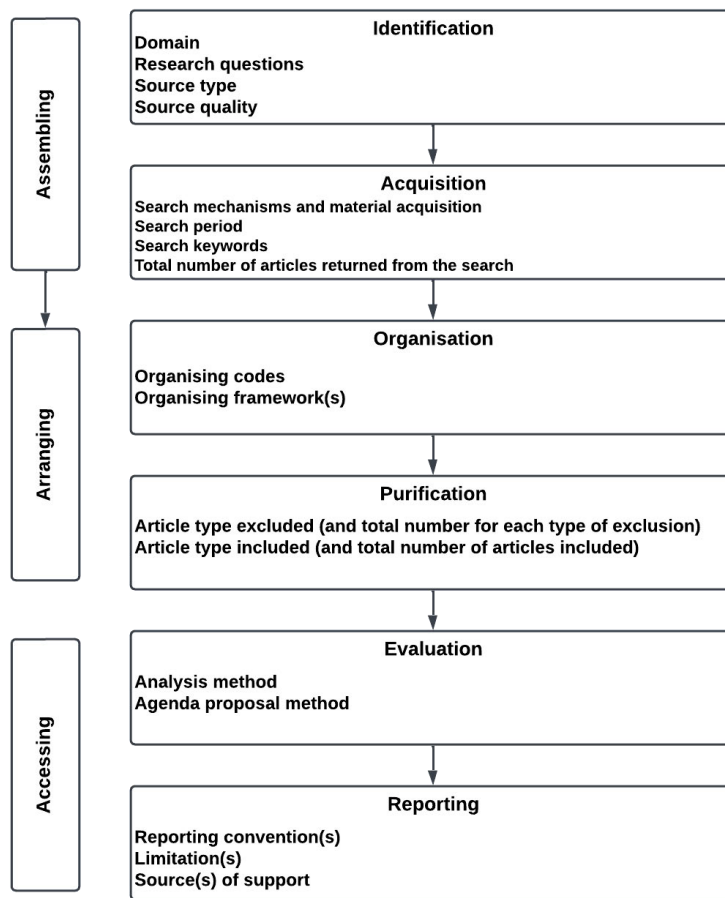 Assembling
Identification
Domain
Research questions
Source type
Source quality
Acquisition
Search mechanisms and material acquisition
Search period
Search keywords
Total number of articles returned from the search
Arranging
Organisation
Organising codes
Organising framework(s)
Purification
Article type excluded (and total number for each type of exclusion)
Article type included (and total number of articles included)
Accessing
Evaluation
Analysis method
Agenda proposal method
Reporting
Reporting convention(s)
Limitation(s)
Source(s) of support